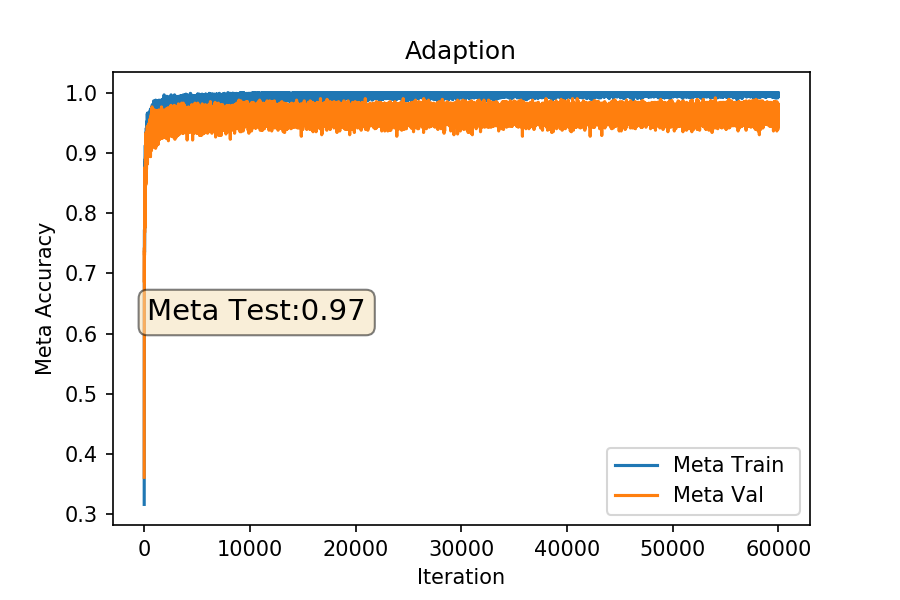 Adaption
Meta Accuracy
1.0
0.9
0.8
0.7
0.6
0.5
0.4
0.3
Meta Test:0.97
Meta Train
Meta Val
0 10000 20000 30000 40000 50000 60000
Iteration